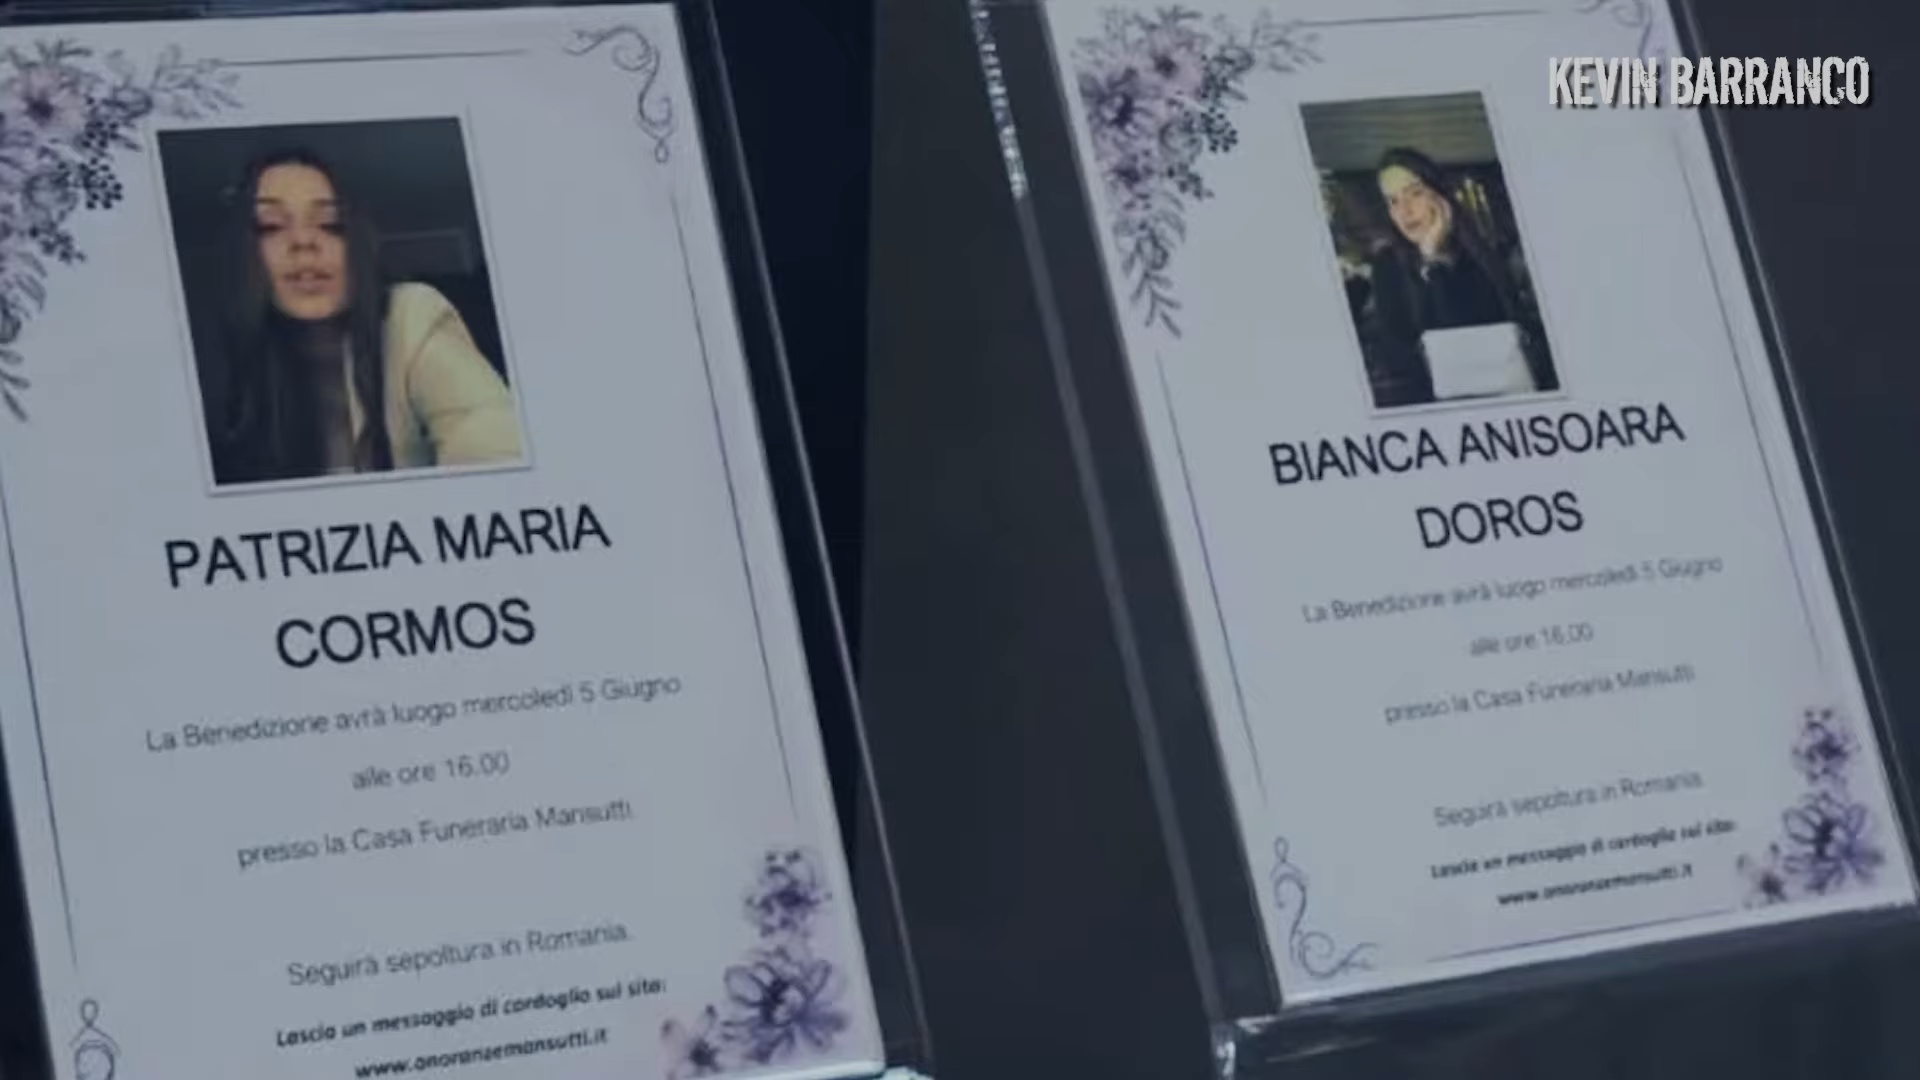 KEVIN BARRANCO
PATRIZIA MARIA
CORMOS
La Benedizione avrà luogo mercoledì 5 Giugno
alle ore 16.00
presso la Casa Funeraria Mansutti.
Seguirà sepoltura in Romania.
Lascia un messaggio di cordoglio sul sito:
www.onoranzemansutti.it
BIANCA ANISOARA
DOROS
La Benedizione avrà luogo mercoledì 5 Giugno
alle ore 16.00
presso la Casa Funeraria Mansutti.
Seguirà sepoltura in Romania.
Lascia un messaggio di cordoglio sul sito:
www.onoranzemansutti.it